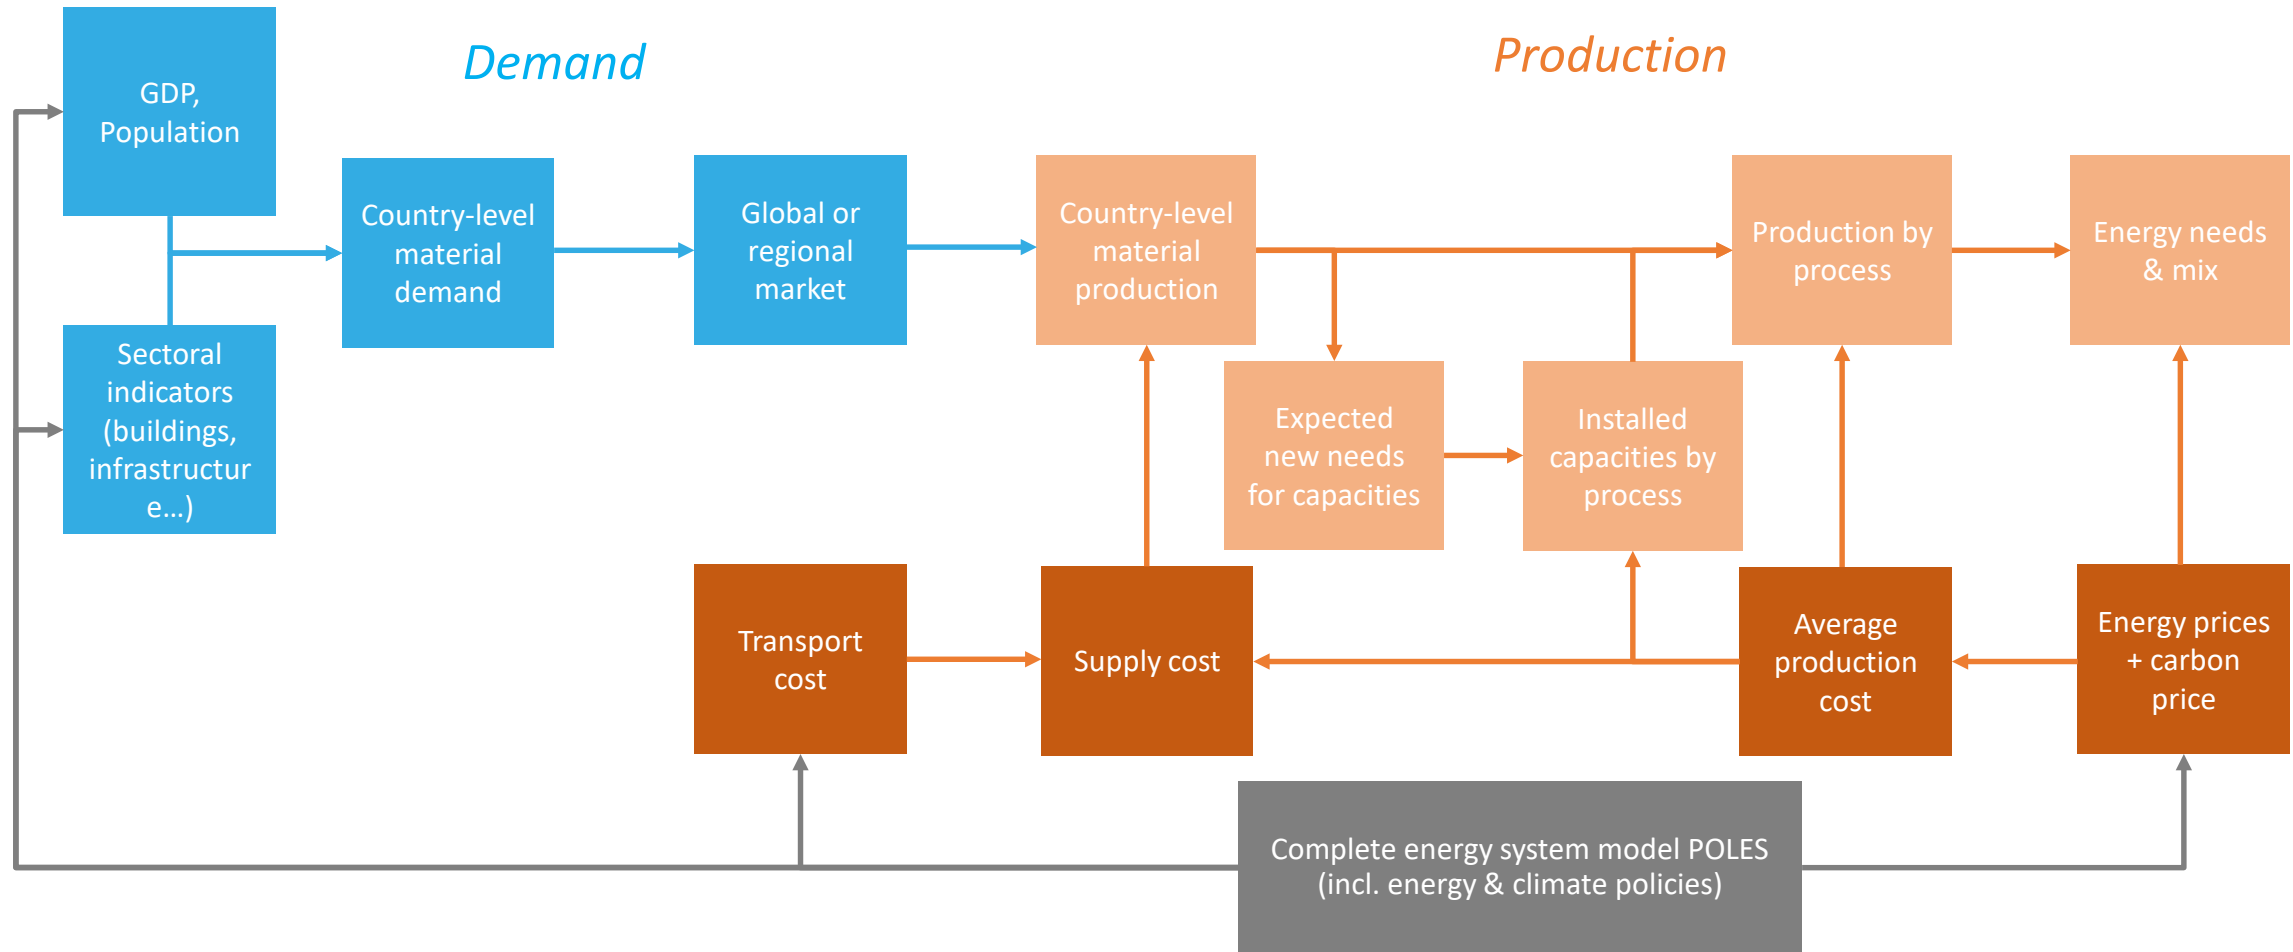 Demand
Production
GDP,
Population
Country-level
material
demand
Global or
regional
market
Country-level
material
production
Production by
process
Energy needs
& mix
Sectoral
indicators
(buildings,
infrastructur
e...)
Expected
new needs
for capacities
Installed
capacities by
process
Transport
cost
Supply cost
Average
production
cost
Energy prices
+ carbon
price
Complete energy system model POLES
(incl. energy & climate policies)